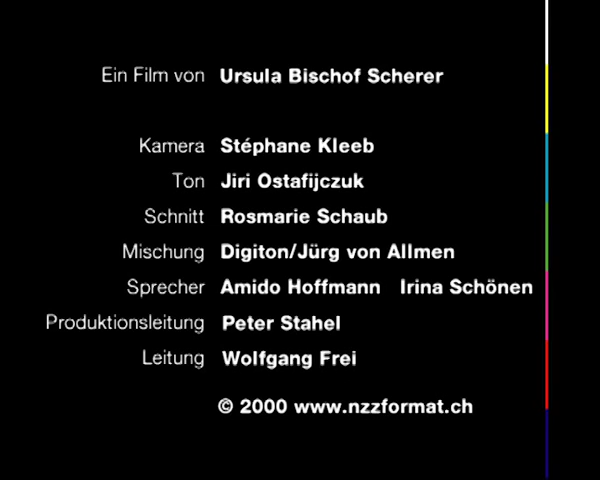 Ein Film von Ursula Bischof Scherer
Kamera Stéphane Kleeb
Ton Jiri Ostafijczuk
Schnitt Rosmarie Schaub
Mischung Digiton/Jürg von Allmen
Sprecher Amido Hoffmann Irina Schönen
Produktionsleitung Peter Stahel
Leitung Wolfgang Frei
© 2000 www.nzzformat.ch